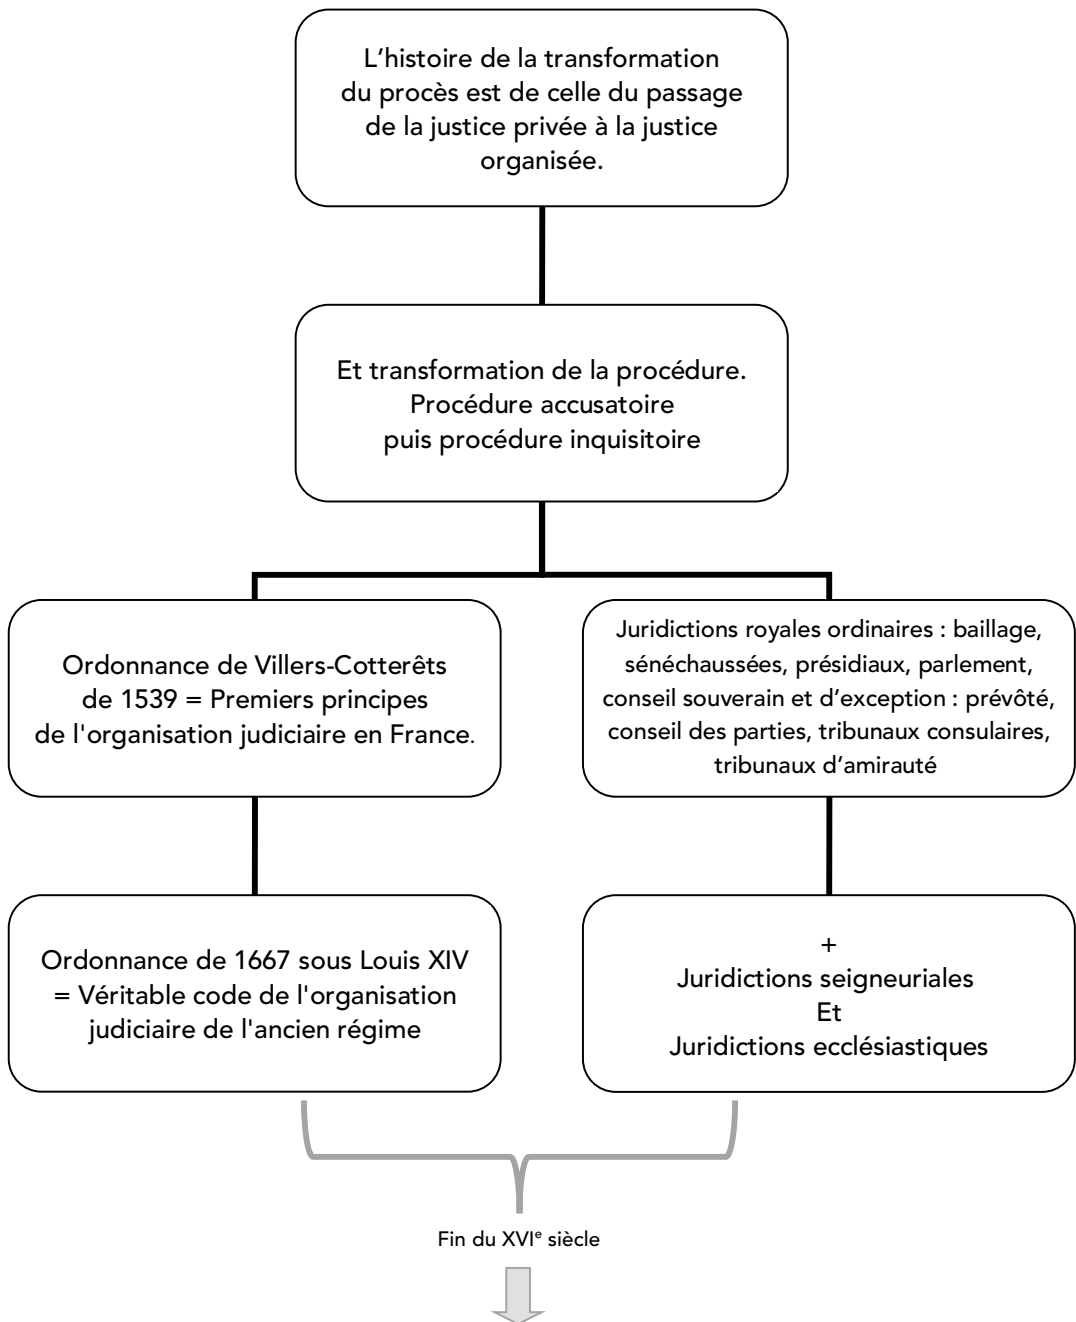 L’histoire de la transformation
du procès est de celle du passage
de la justice privée à la justice
organisée.
Et transformation de la procédure.
Procédure accusatoire
puis procédure inquisitoire
Ordonnance de Villers-Cotterêts
de 1539 = Premiers principes
de l'organisation judiciaire en France.
Juridictions royales ordinaires : baillage,
sénéchaussées, présidiaux, parlement,
conseil souverain et d’exception : prévôté,
conseil des parties, tribunaux consulaires,
tribunaux d’amirauté
Ordonnance de 1667 sous Louis XIV
= Véritable code de l'organisation
judiciaire de l'ancien régime
+
Juridictions seigneuriales
Et
Juridictions ecclésiastiques
Fin du XVIe siècle